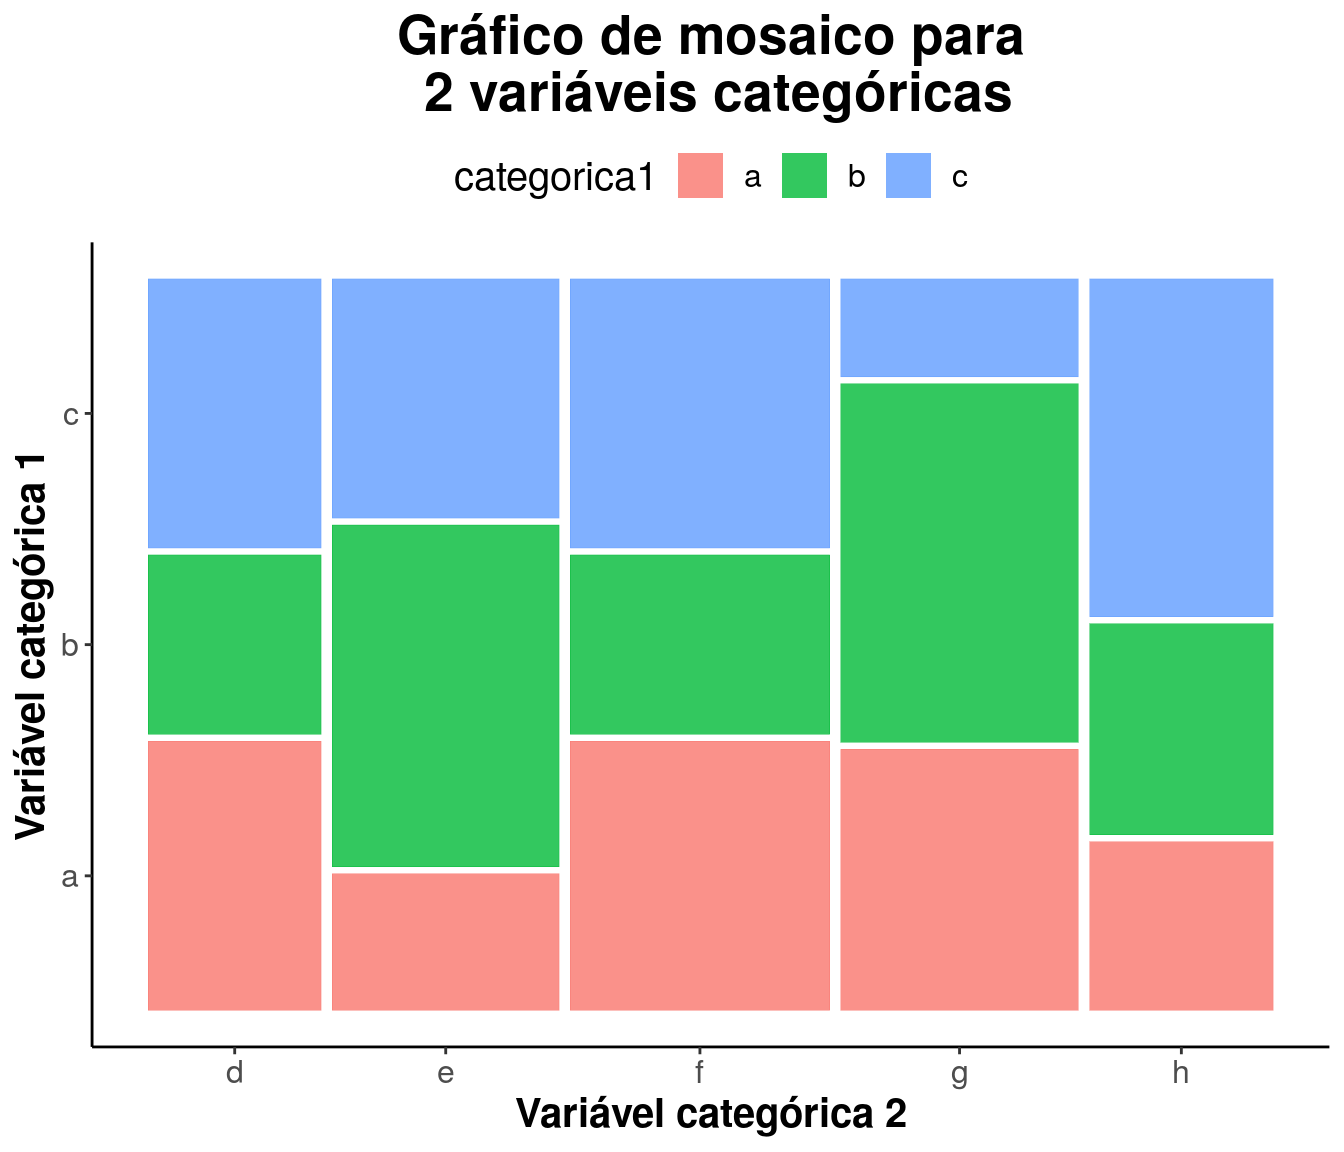 Gráfico de mosaico para
2 variáveis categóricas
categorica1 a b c
Variável categórica 1
c
b
a
d e f g h
Variável categórica 2